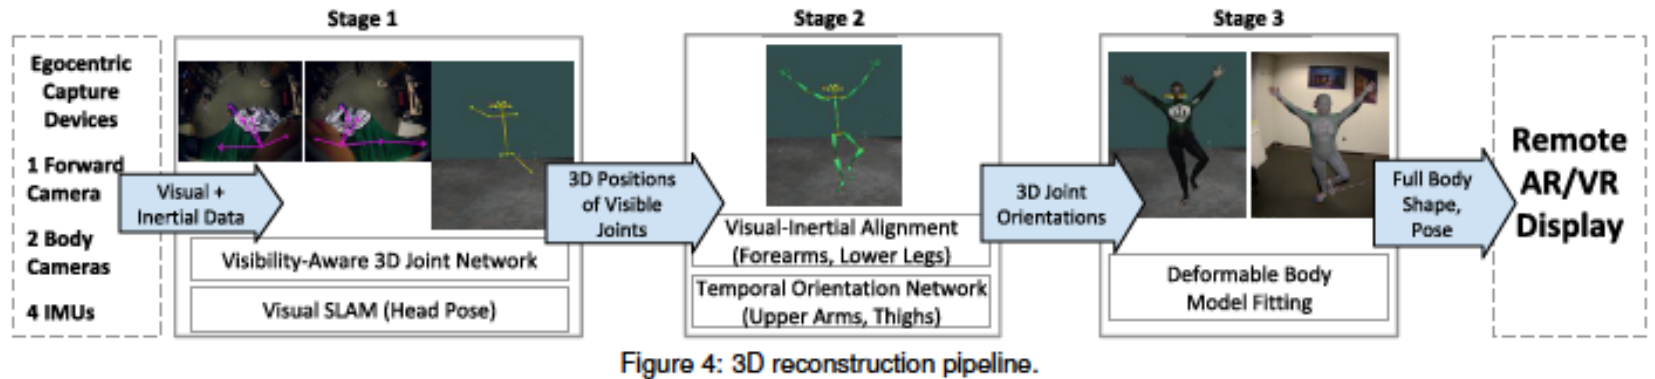 Stage 1
Stage 2
Stage 3
Egocentric
Capture
Devices
1 Forward
Camera
2 Body
Cameras
4 IMUs
Visual +
Inertial Data
Visibility-Aware 3D Joint Network
Visual SLAM (Head Pose)
3D Positions
of Visible
Joints
Visual-Inertial Alignment
(Forearms, Lower Legs)
Temporal Orientation Network
(Upper Arms, Thighs)
3D Joint
Orientations
Deformable Body
Model Fitting
Full Body
Shape,
Pose
Remote
AR/VR
Display
Figure 4: 3D reconstruction pipeline.